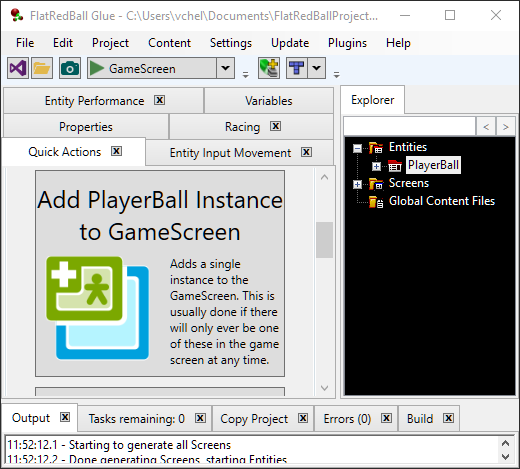 FlatRedBall Glue - C:\Users\vchel\Documents\FlatRedBallProject...
File Edit Project Content Settings Update Plugins Help
GameScreen
Entity Performance Variables
Properties Racing
Quick Actions Entity Input Movement
Add PlayerBall Instance
to GameScreen
Adds a single
instance to the
GameScreen. This is
usually done if there
will only ever be one
of these in the game
screen at any time.
Explorer
< >
Entities
PlayerBall
Screens
Global Content Files
Output Tasks remaining: 0 Copy Project Errors (0) Build
11:52:12.1 - Starting to generate all Screens
11:52:12.2 - Done generating Screens, starting Entities